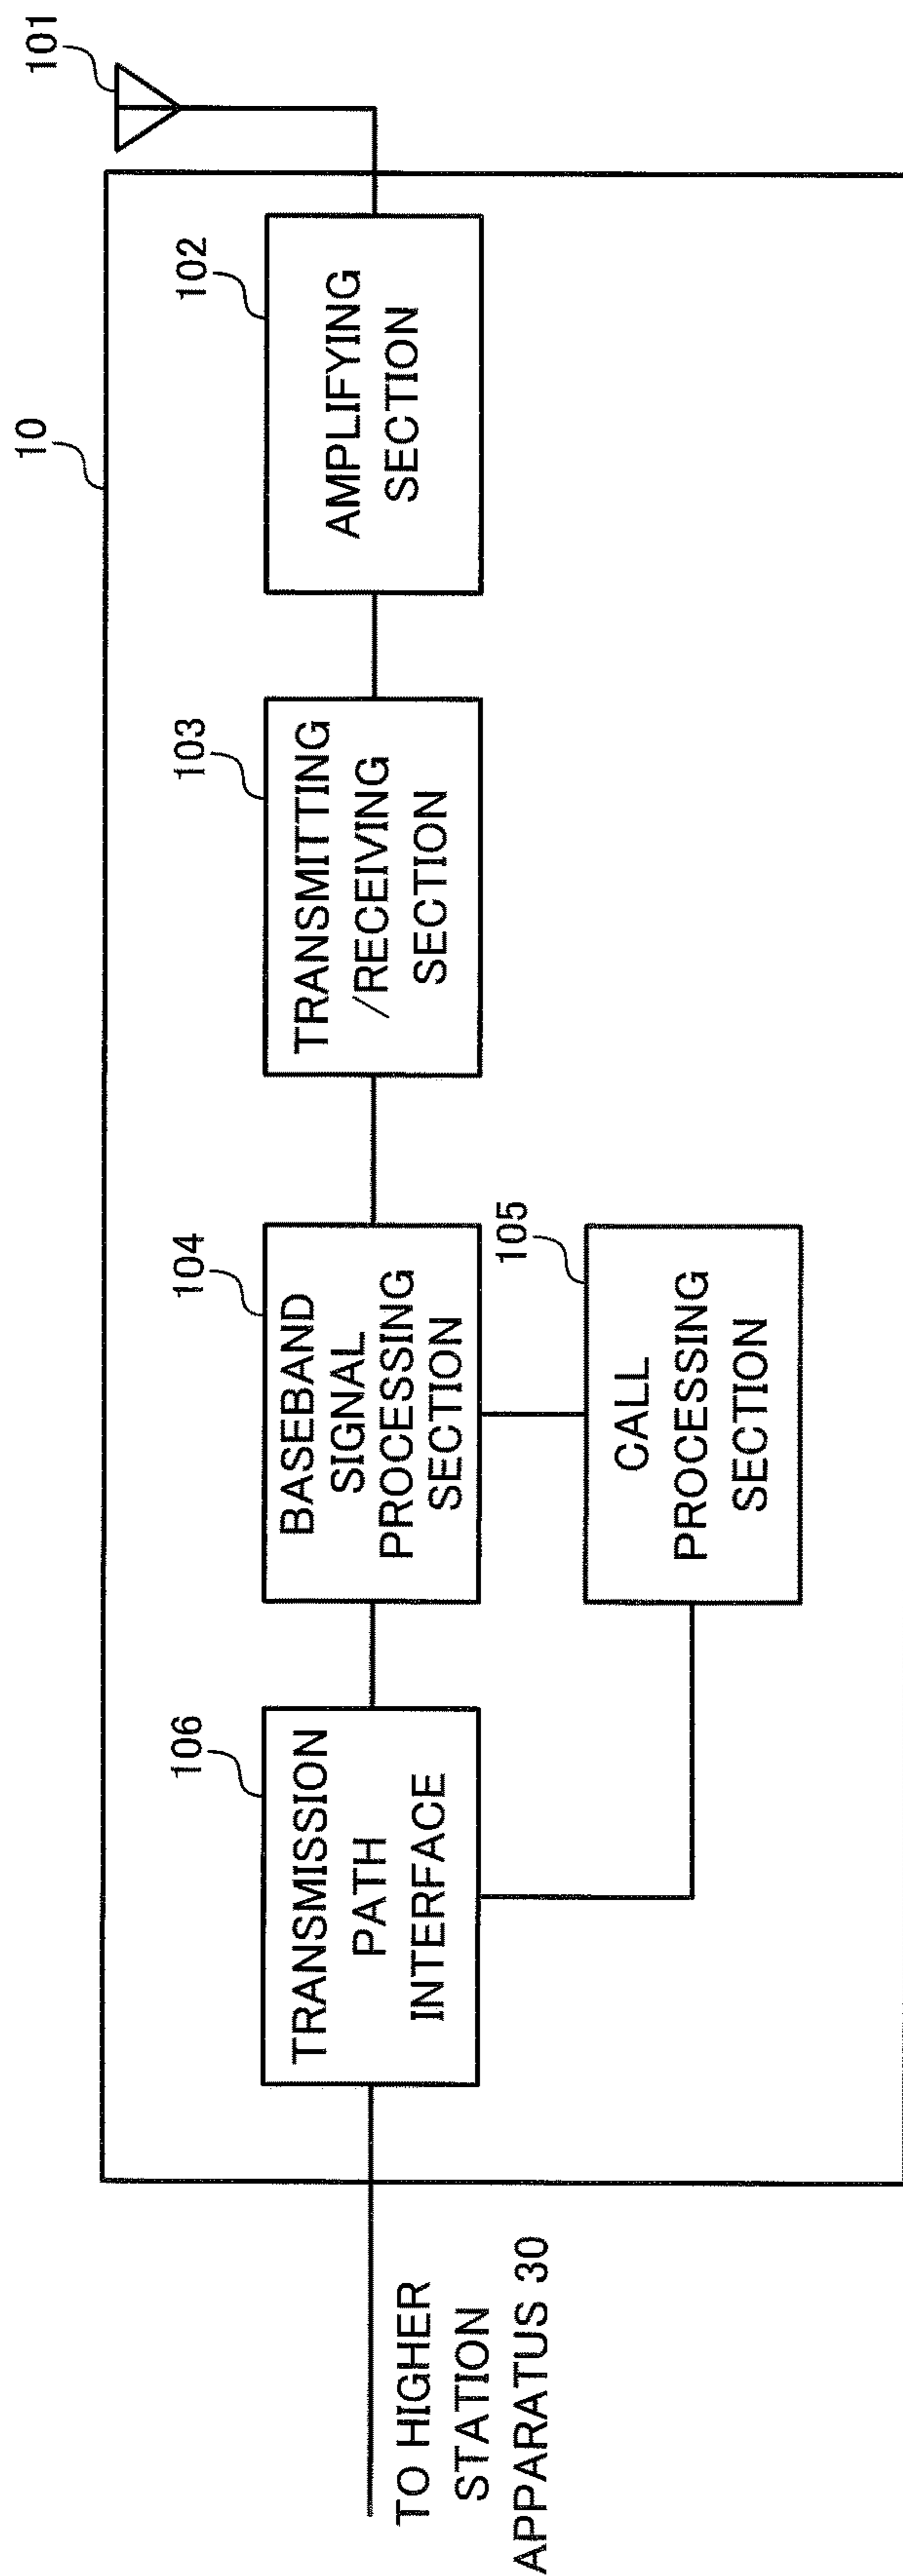 10
101
102
AMPLIFYING
SECTION
103
TRANSMITTING
/RECEIVING
SECTION
104
BASEBAND
SIGNAL
PROCESSING
SECTION
105
CALL
PROCESSING
SECTION
106
TRANSMISSION
PATH
INTERFACE
TO HIGHER
STATION
APPARATUS 30